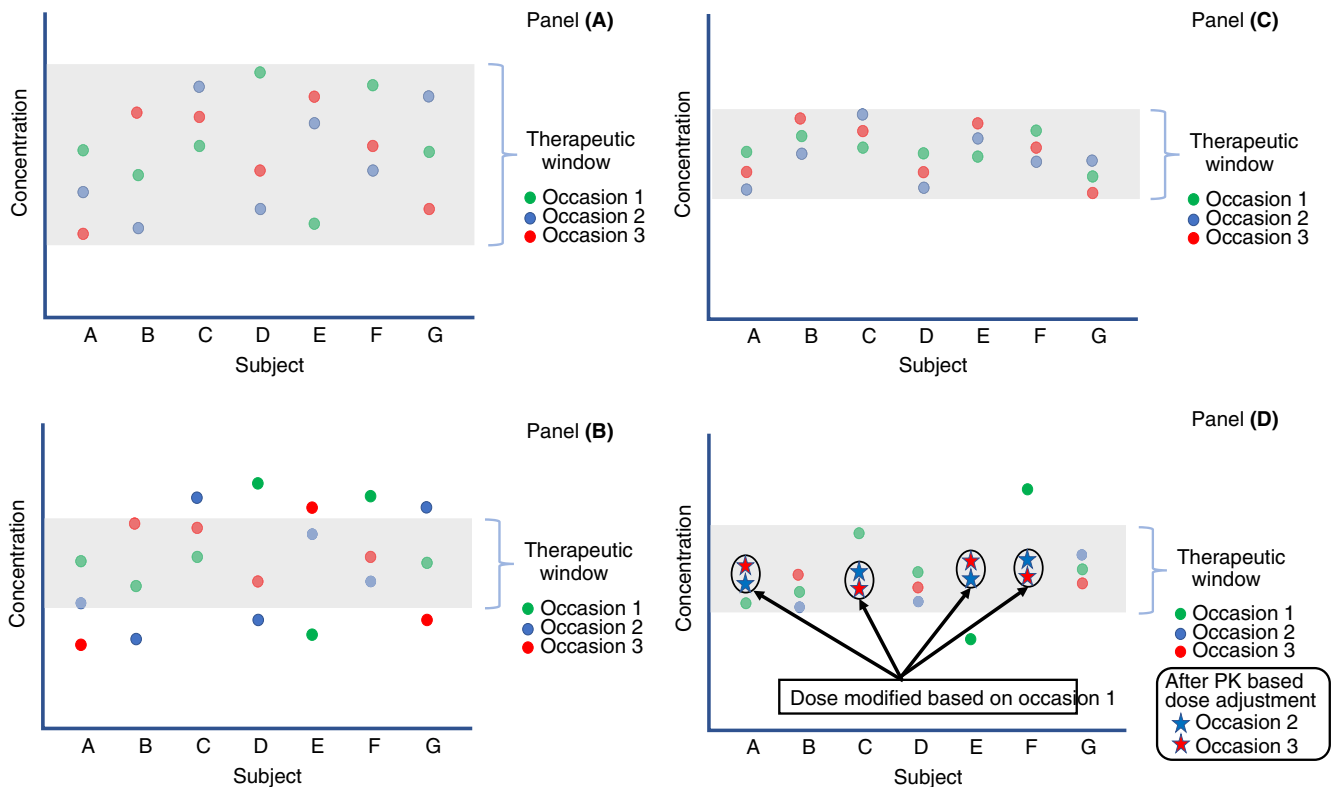 Panel (A)
Concentration
Therapeutic
window
Occasion 1
Occasion 2
Occasion 3
A B C D E F G
Subject
Panel (C)
Concentration
Therapeutic
window
Occasion 1
Occasion 2
Occasion 3
A B C D E F G
Subject
Panel (B)
Concentration
Therapeutic
window
Occasion 1
Occasion 2
Occasion 3
A B C D E F G
Subject
Panel (D)
Concentration
Therapeutic
window
Occasion 1
Occasion 2
Occasion 3
Dose modified based on occasion 1
After PK based
dose adjustment
Occasion 2
Occasion 3
A B C D E F G
Subject